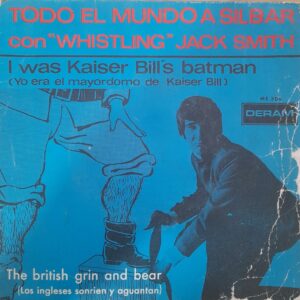 TODO EL MUNDO A SILBAR
con "WHISTLING" JACK SMITH
I was Kaiser Bill's batman
(Yo era el mayordomo de Kaiser Bill)
DERAM
The british grin and bear
(Los ingleses sonrien y aguantan)